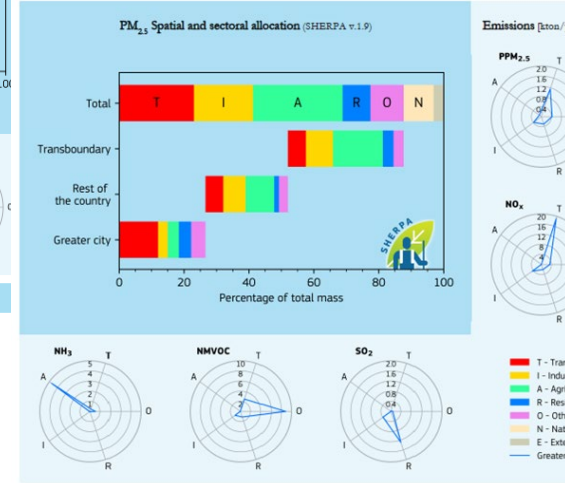 PM2.5 Spatial and sectoral allocation (SHERPA v.1.9)
Total
T I A R O N
Transboundary
Rest of
the country
Greater city
SHERPA
0 20 40 60 80 100
Percentage of total mass
Emissions [kton/
PPM2.5
T
2.0
1.6
1.2
0.8
0.4
A
I
R
NOx
T
20
16
12
8
4
A
I
R
NH3
T
5
4
3
2
1
A
O
I
R
NMVOC
T
10
8
6
4
2
A
O
I
R
SO2
T
2.0
1.6
1.2
0.8
0.4
A
O
I
R
T - Tran
I - Indu
A - Agri
R - Res
O - Oth
N - Nat
E - Exte
Greater